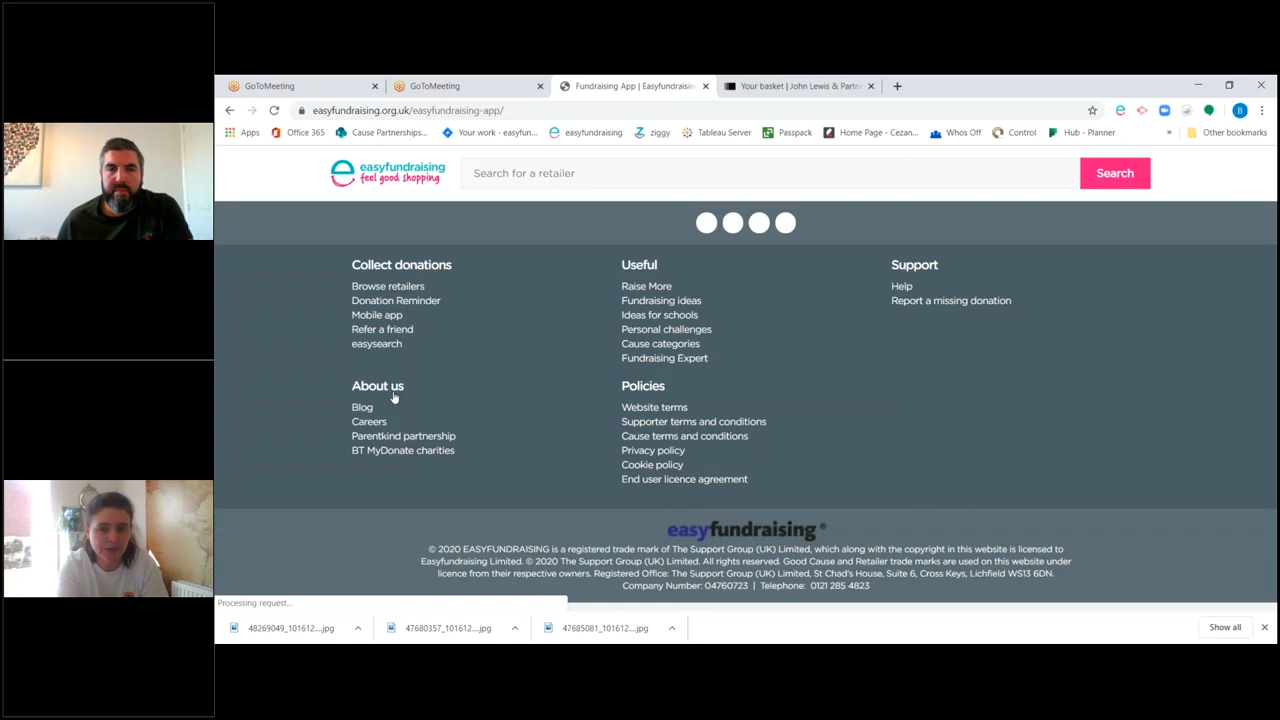 GoToMeeting
GoToMeeting
Fundraising App | Easyfundraisin
Your basket | John Lewis & Partn
easyfundraising.org.uk/easyfundraising-app/
Apps
Office 365
Cause Partnerships...
Your work - easyfun...
easyfundraising
ziggy
Tableau Server
Passpack
Home Page - Cezan...
Whos Off
Control
Hub - Planner
»
Other bookmarks
B
easyfundraising
feel good shopping
Search for a retailer
Search
Collect donations
Browse retailers
Donation Reminder
Mobile app
Refer a friend
easysearch
Useful
Raise More
Fundraising ideas
Ideas for schools
Personal challenges
Cause categories
Fundraising Expert
Support
Help
Report a missing donation
About us
Blog
Careers
Parentkind partnership
BT MyDonate charities
Policies
Website terms
Supporter terms and conditions
Cause terms and conditions
Privacy policy
Cookie policy
End user licence agreement
easyfundraising®
© 2020 EASYFUNDRAISING is a registered trade mark of The Support Group (UK) Limited, which along with the copyright in this website is licensed to
Easyfundraising Limited. © 2020 The Support Group (UK) Limited. All rights reserved. Good Cause and Retailer trade marks are used on this website under
licence from their respective owners. Registered Office: The Support Group (UK) Limited, St Chad's House, Suite 6, Cross Keys, Lichfield WS13 6DN.
Company Number: 04760723 | Telephone: 0121 285 4823
Processing request...
48269049_101612....jpg
47680357_101612....jpg
47685081_101612....jpg
Show all